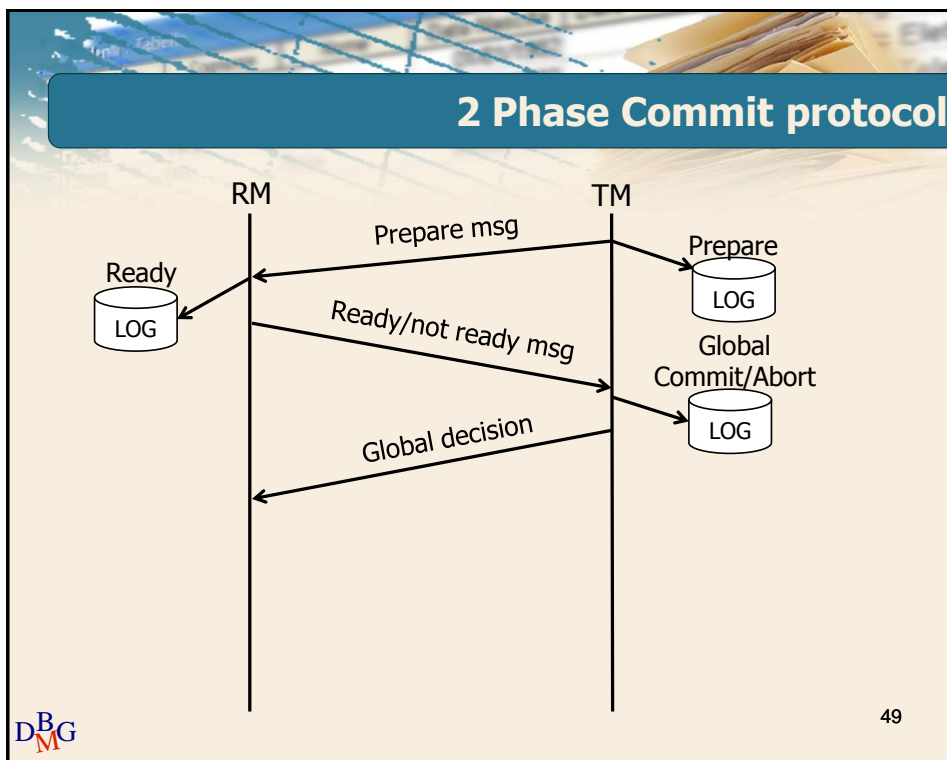 2 Phase Commit protocol
RM
TM
Prepare msg
Prepare
LOG
Ready
LOG
Ready/not ready msg
Global
Commit/Abort
LOG
Global decision
DBMG
49